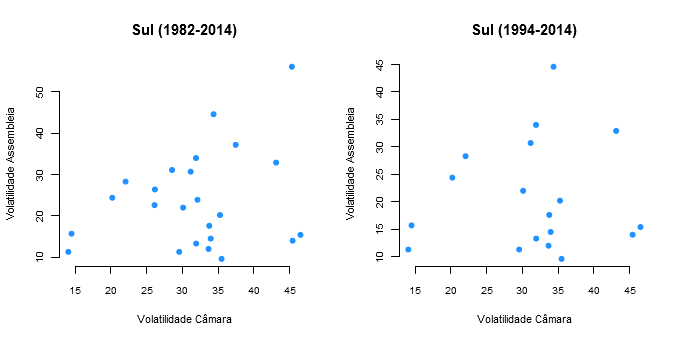 Sul (1982-2014)
Volatilidade Assembleia
50
40
30
20
10
15 20 25 30 35 40 45
Volatilidade Câmara
Sul (1994-2014)
Volatilidade Assembleia
45
40
35
30
25
20
15
10
15 20 25 30 35 40 45
Volatilidade Câmara